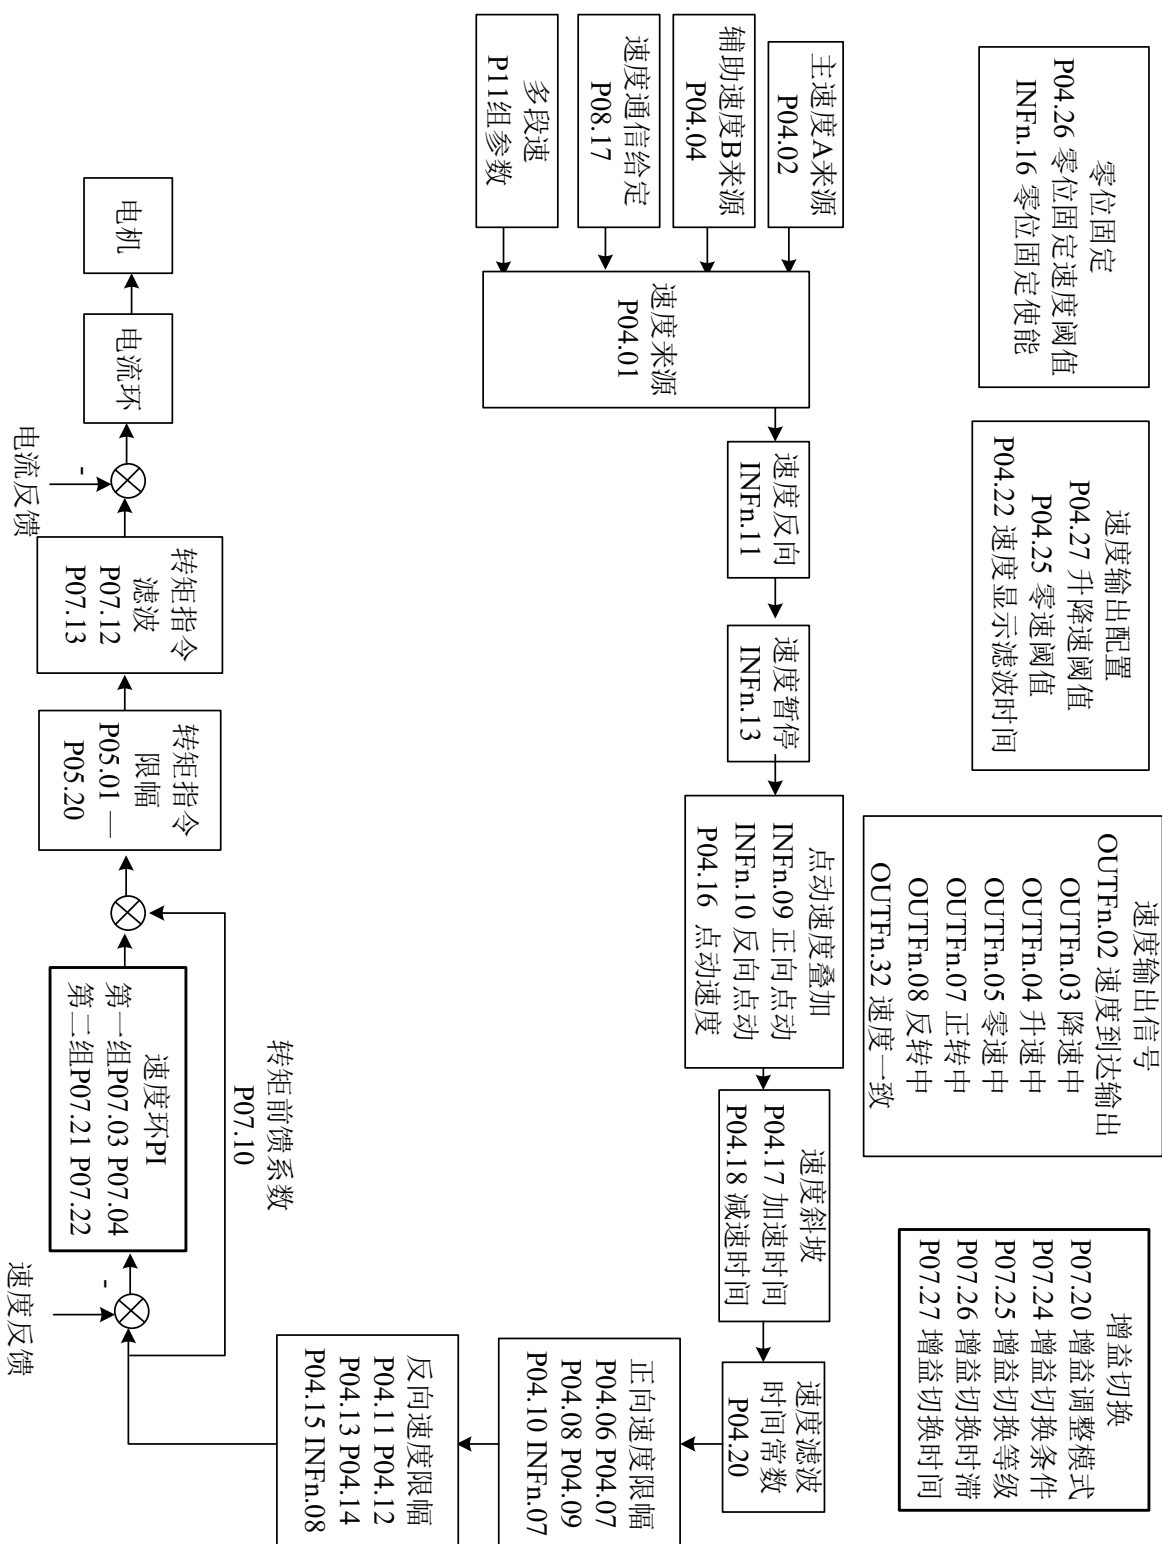 零位固定
P04.26 零位固定速度阈值
INFn.16 零位固定使能
速度输出配置
P04.27 升降速阈值
P04.25 零速阈值
P04.22 速度显示滤波时间
速度输出信号
OUTFn.02 速度到达输出
OUTFn.03 降速中
OUTFn.04 升速中
OUTFn.05 零速中
OUTFn.07 正转中
OUTFn.08 反转中
OUTFn.32 速度一致
增益切换
P07.20 增益调整模式
P07.24 增益切换条件
P07.25 增益切换等级
P07.26 增益切换时滞
P07.27 增益切换时间
主速度A来源
P04.02
辅助速度B来源
P04.04
速度通信给定
P08.17
多段速
P11组参数
速度来源
P04.01
速度反向
INFn.11
速度暂停
INFn.13
点动速度叠加
INFn.09 正向点动
INFn.10 反向点动
P04.16 点动速度
速度斜坡
P04.17 加速时间
P04.18 减速时间
速度滤波
时间常数
P04.20
正向速度限幅
P04.06 P04.07
P04.08 P04.09
P04.10 INFn.07
反向速度限幅
P04.11 P04.12
P04.13 P04.14
P04.15 INFn.08
转矩前馈系数
P07.10
-
速度反馈
速度环PI
第一组P07.03 P07.04
第二组P07.21 P07.22
转矩指令
限幅
P05.01 —
P05.20
转矩指令
滤波
P07.12
P07.13
-
电流反馈
电流环
电机